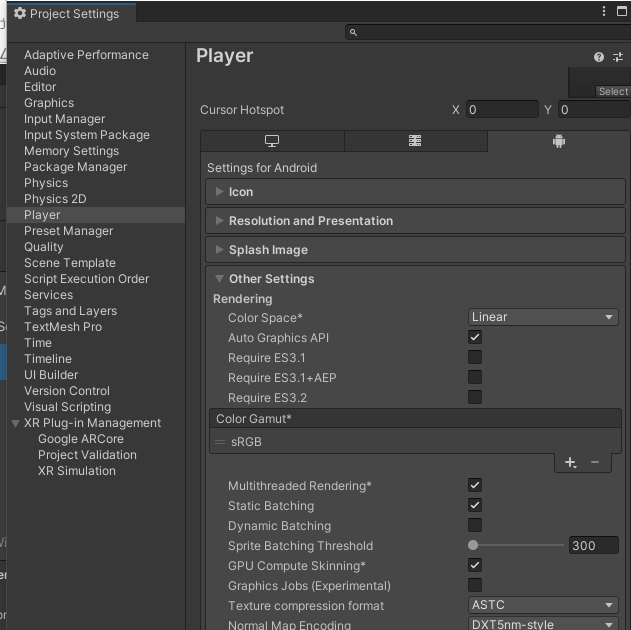 Project Settings
Adaptive Performance
Audio
Editor
Graphics
Input Manager
Input System Package
Memory Settings
Package Manager
Physics
Physics 2D
Player
Preset Manager
Quality
Scene Template
Script Execution Order
Services
Tags and Layers
TextMesh Pro
Time
Timeline
UI Builder
Version Control
Visual Scripting
XR Plug-in Management
Google ARCore
Project Validation
XR Simulation
Player
Select
Cursor Hotspot X 0 Y 0
Settings for Android
Icon
Resolution and Presentation
Splash Image
Other Settings
Rendering
Color Space* Linear
Auto Graphics API
Require ES3.1
Require ES3.1+AEP
Require ES3.2
Color Gamut*
sRGB
Multithreaded Rendering*
Static Batching
Dynamic Batching
Sprite Batching Threshold 300
GPU Compute Skinning*
Graphics Jobs (Experimental)
Texture compression format ASTC
Normal Map Encoding DXT5nm-style